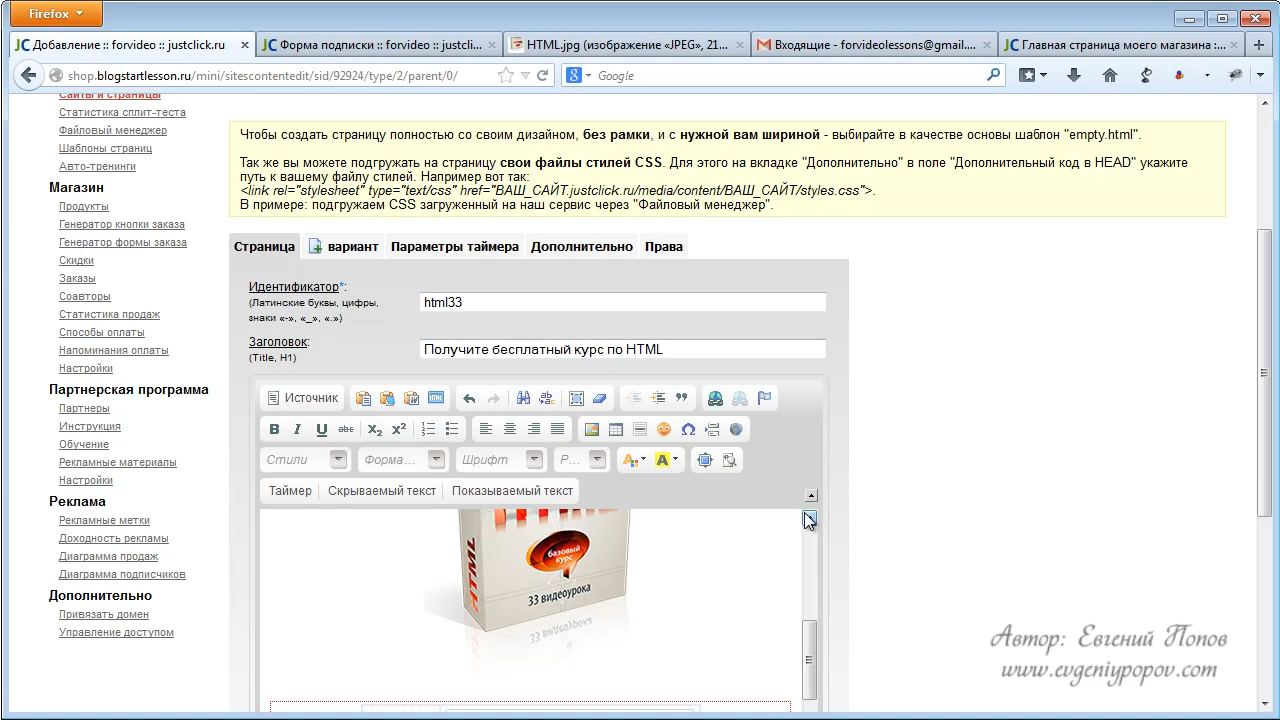 Firefox
Добавление :: forvideo :: justclick.ru
Форма подписки :: forvideo :: justcli...
HTML.jpg (изображение «JPEG», 21...
Входящие - forvideolessons@gmail....
Главная страница моего магазина :...
shop.blogstartlesson.ru/mini/sitescontentedit/sid/92924/type/2/parent/0/
Google
Сайты и страницы
Статистика сплит-теста
Файловый менеджер
Шаблоны страниц
Авто-тренинги
Магазин
Продукты
Генератор кнопки заказа
Генератор формы заказа
Скидки
Заказы
Соавторы
Статистика продаж
Способы оплаты
Напоминания оплаты
Настройки
Партнерская программа
Партнеры
Инструкция
Обучение
Рекламные материалы
Настройки
Реклама
Рекламные метки
Доходность рекламы
Диаграмма продаж
Диаграмма подписчиков
Дополнительно
Привязать домен
Управление доступом
Чтобы создать страницу полностью со своим дизайном, без рамки, и с нужной вам шириной - выбирайте в качестве основы шаблон "empty.html".
Так же вы можете подгружать на страницу свои файлы стилей CSS. Для этого на вкладке "Дополнительно" в поле "Дополнительный код в HEAD" укажите
путь к вашему файлу стилей. Например вот так:
<link rel="stylesheet" type="text/css" href="ВАШ_САЙТ.justclick.ru/media/content/ВАШ_САЙТ/styles.css">.
В примере: подгружаем CSS загруженный на наш сервис через "Файловый менеджер".
Страница
вариант
Параметры таймера
Дополнительно
Права
Идентификатор*:
(Латинские буквы, цифры,
знаки «-», «_», «.»)
html33
Заголовок:
(Title, H1)
Получите бесплатный курс по HTML
Источник
Стили
Форма...
Шрифт
Р...
Таймер
Скрываемый текст
Показываемый текст
HTML
базовый
курс
33 видеоурока
Автор: Евгений Попов
www.evgeniypopov.com